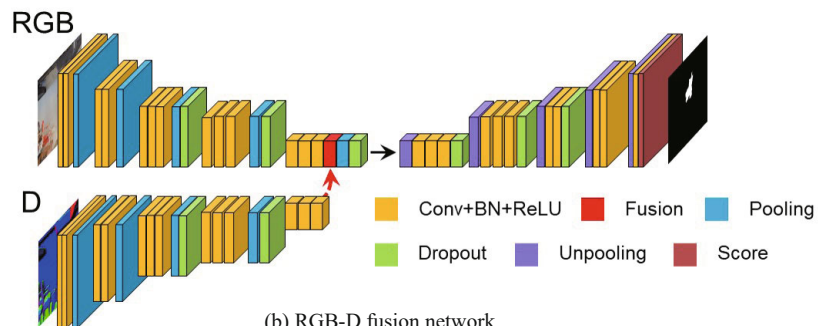 RGB
D
Conv+BN+ReLU Fusion Pooling
Dropout Unpooling Score
(b) RGB-D fusion network